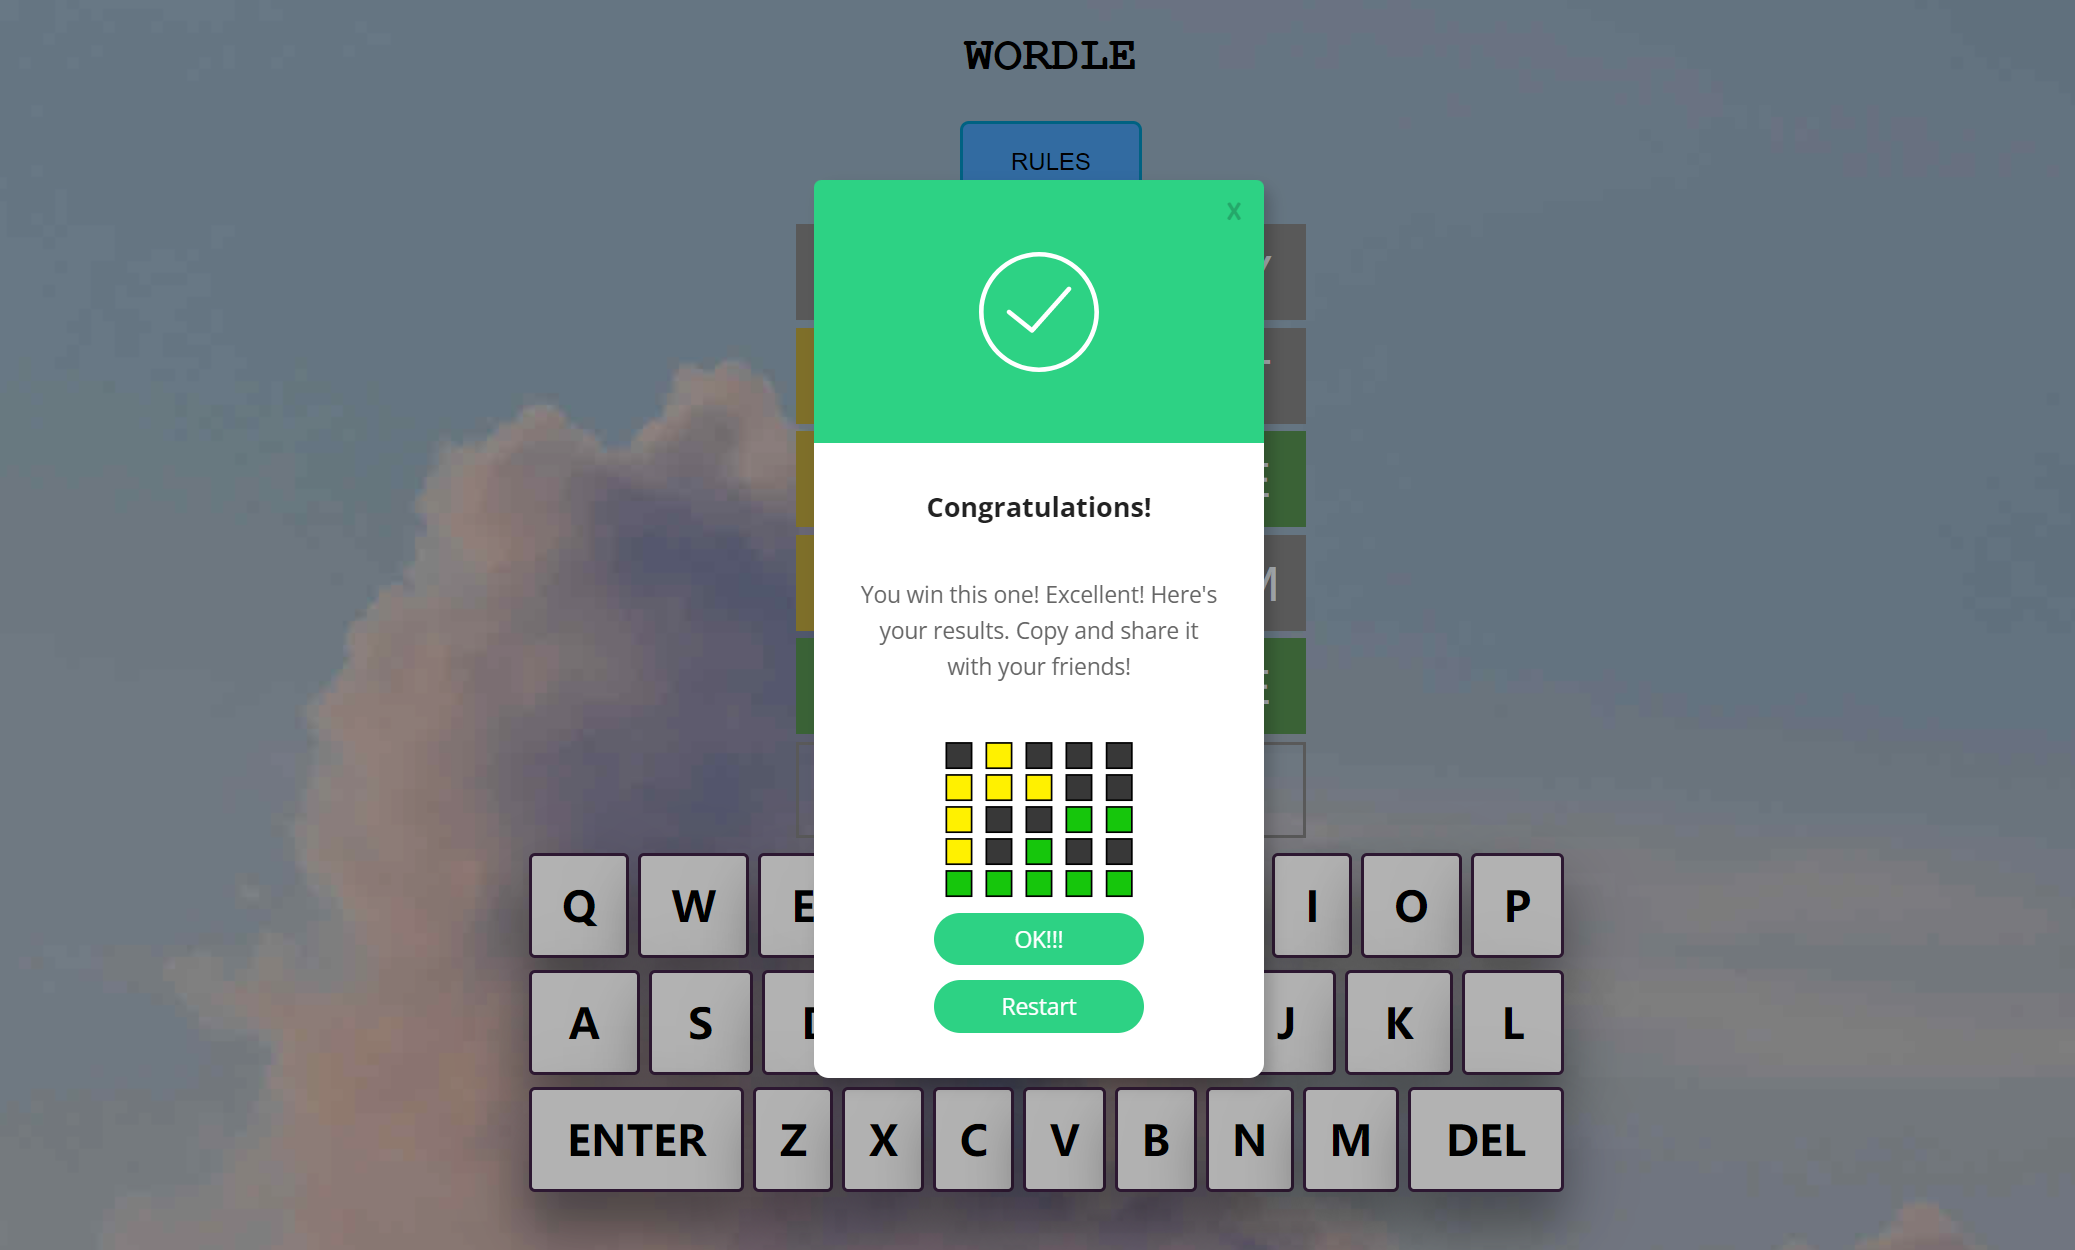 WORDLE
RULES
X
Y
T
E
M
E
Congratulations!
You win this one! Excellent! Here's
your results. Copy and share it
with your friends!
OK!!!
Restart
Q W E I O P
A S D J K L
ENTER Z X C V B N M DEL